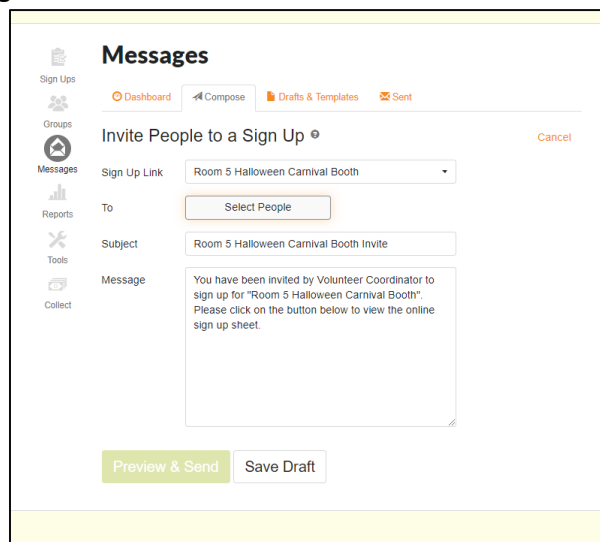 Messages
Sign Ups
Groups
Messages
Reports
Tools
Collect
Dashboard Compose Drafts & Templates Sent
Invite People to a Sign Up ?
Cancel
Sign Up Link Room 5 Halloween Carnival Booth
To Select People
Subject Room 5 Halloween Carnival Booth Invite
Message You have been invited by Volunteer Coordinator to
sign up for "Room 5 Halloween Carnival Booth".
Please click on the button below to view the online
sign up sheet.
Preview & Send Save Draft